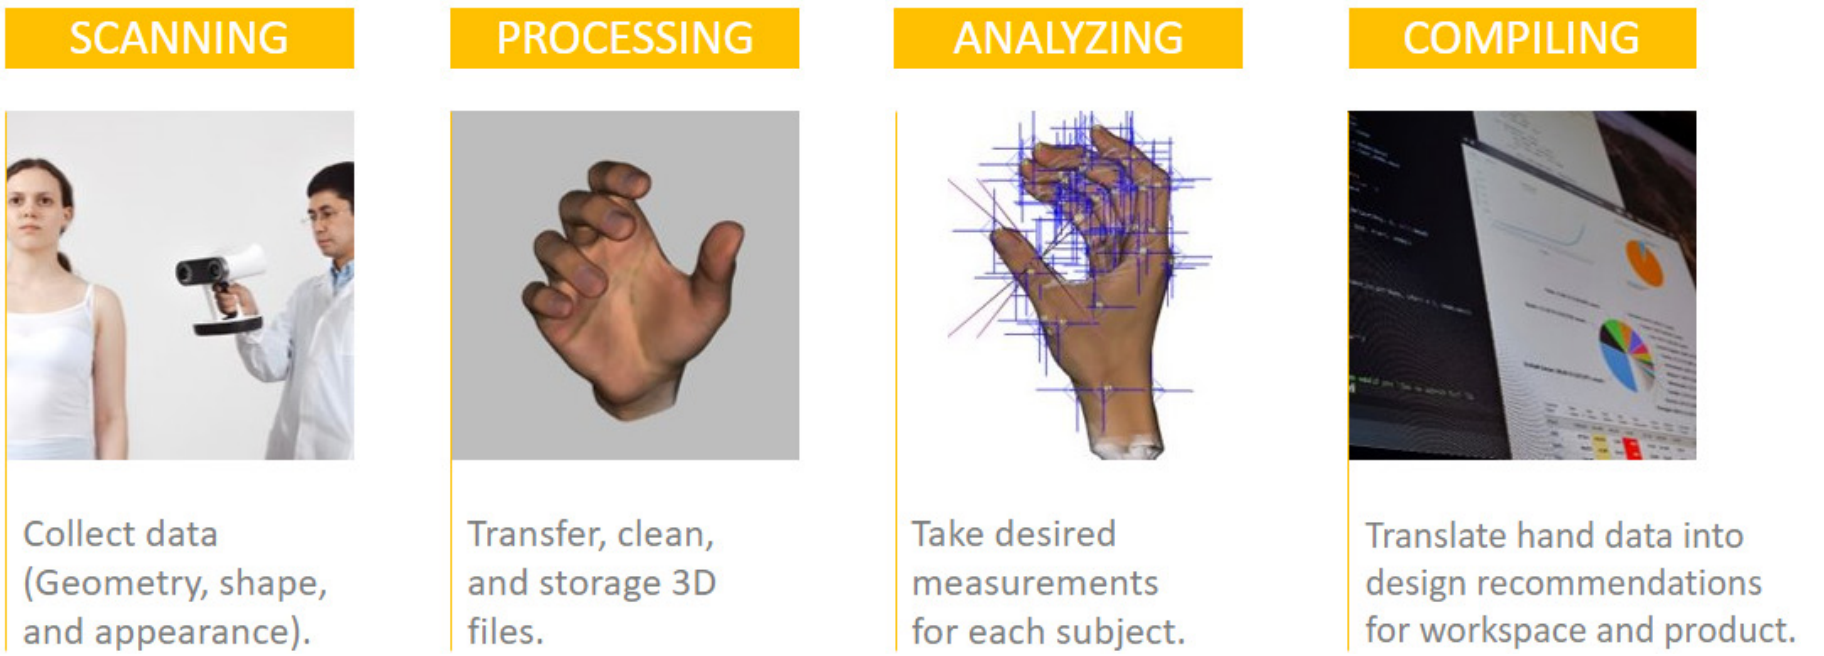 SCANNING
PROCESSING
ANALYZING
COMPILING
Collect data
(Geometry, shape,
and appearance).
Transfer, clean,
and storage 3D
files.
Take desired
measurements
for each subject.
Translate hand data into
design recommendations
for workspace and product.